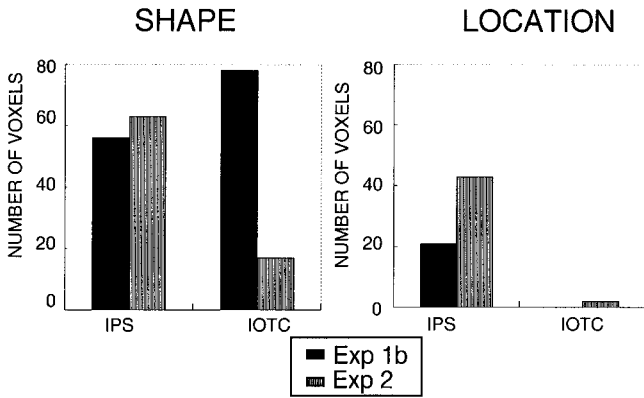 SHAPE
LOCATION
NUMBER OF VOXELS
80
60
40
20
0
IPS
IOTC
NUMBER OF VOXELS
80
60
40
20
0
IPS
IOTC
Exp 1b
Exp 2